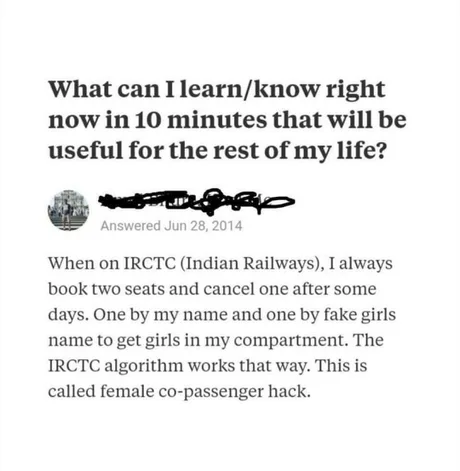 What can I learn/know right
now in 10 minutes that will be
useful for the rest of my life?
Answered Jun 28, 2014
When on IRCTC (Indian Railways), I always
book two seats and cancel one after some
days. One by my name and one by fake girls
name to get girls in my compartment. The
IRCTC algorithm works that way. This is
called female co-passenger hack.